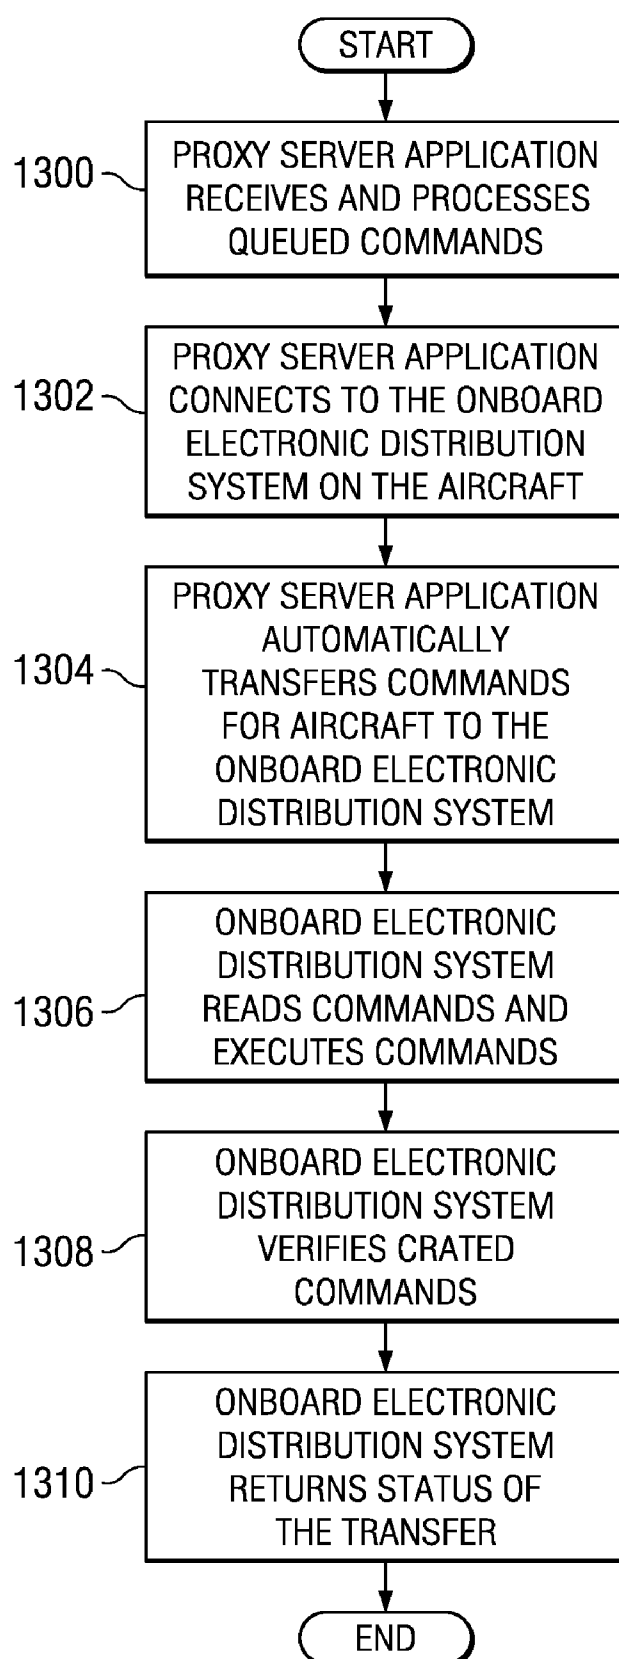 START
1300
PROXY SERVER APPLICATION
RECEIVES AND PROCESSES
QUEUED COMMANDS
1302
PROXY SERVER APPLICATION
CONNECTS TO THE ONBOARD
ELECTRONIC DISTRIBUTION
SYSTEM ON THE AIRCRAFT
1304
PROXY SERVER APPLICATION
AUTOMATICALLY
TRANSFERS COMMANDS
FOR AIRCRAFT TO THE
ONBOARD ELECTRONIC
DISTRIBUTION SYSTEM
1306
ONBOARD ELECTRONIC
DISTRIBUTION SYSTEM
READS COMMANDS AND
EXECUTES COMMANDS
1308
ONBOARD ELECTRONIC
DISTRIBUTION SYSTEM
VERIFIES CRATED
COMMANDS
1310
ONBOARD ELECTRONIC
DISTRIBUTION SYSTEM
RETURNS STATUS OF
THE TRANSFER
END